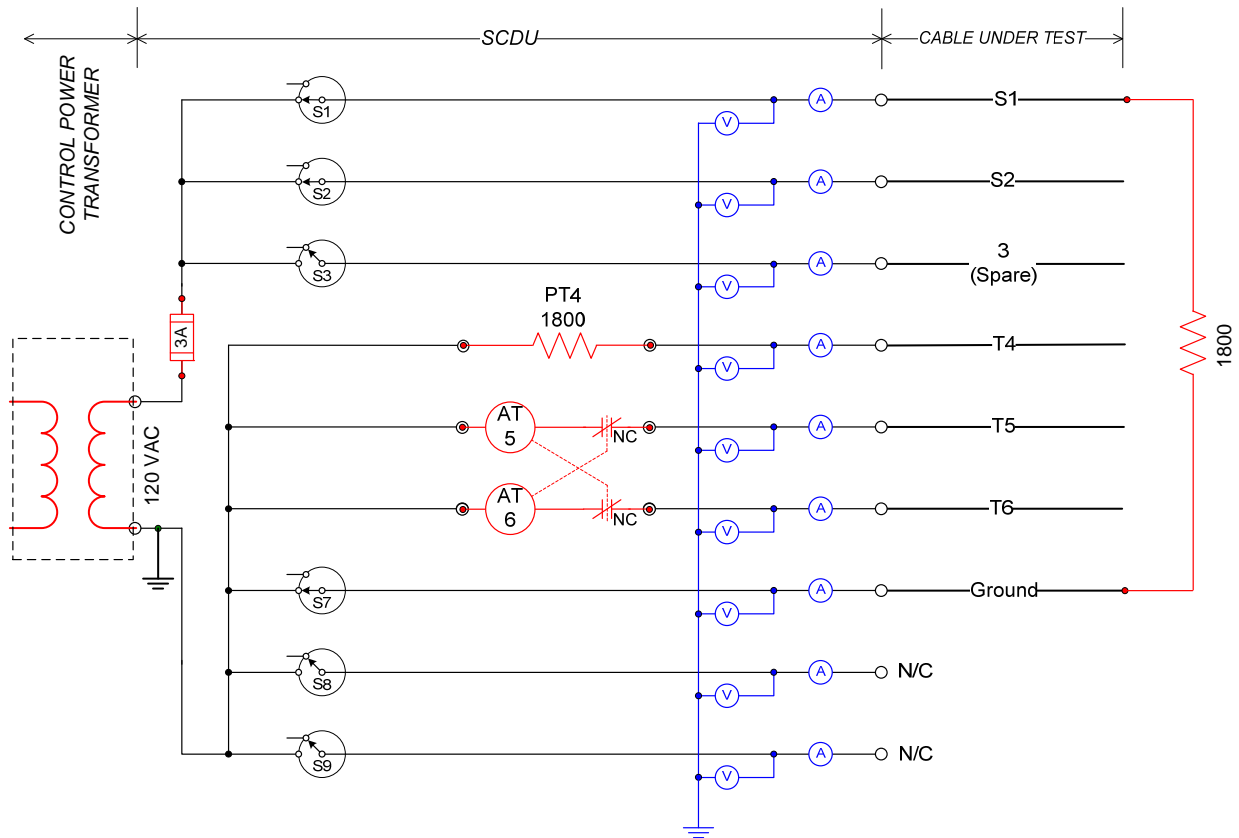 SCDU
CABLE UNDER TEST
CONTROL POWER
TRANSFORMER
S1
V
A
S1
S2
V
A
S2
S3
V
A
3
(Spare)
3A
PT4
1800
V
A
T4
1800
120 VAC
AT
5
NC
V
A
T5
AT
6
NC
V
A
T6
S7
V
A
Ground
S8
V
A
N/C
S9
V
A
N/C